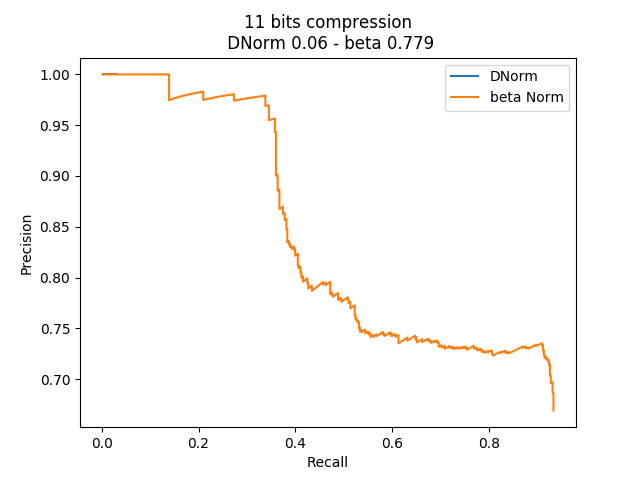 11 bits compression
DNorm 0.06 - beta 0.779
DNorm
beta Norm
1.00
0.95
0.90
0.85
0.80
0.75
0.70
Precision
0.0
0.2
0.4
0.6
0.8
Recall